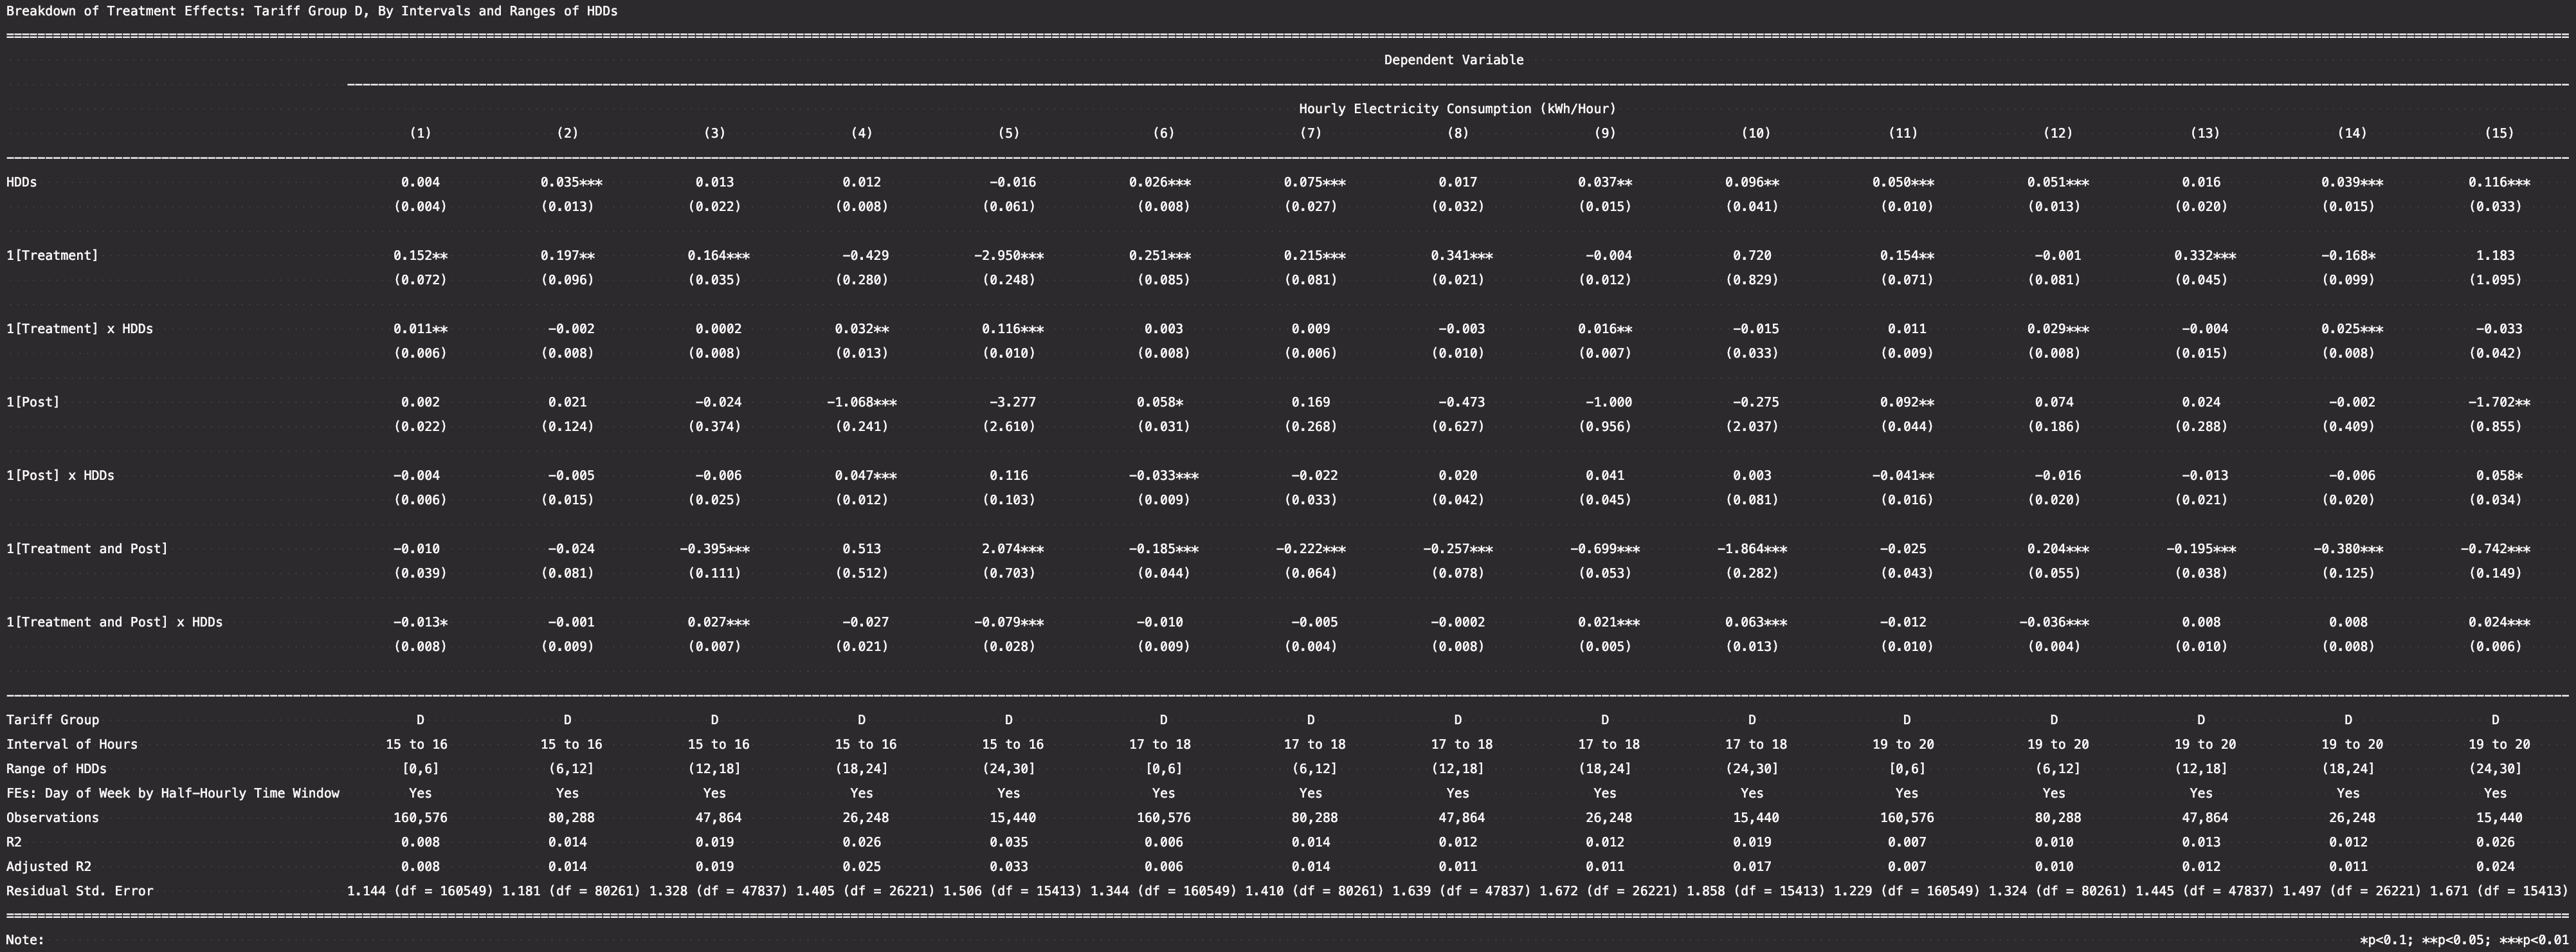 Breakdown of Treatment Effects: Tariff Group D, By Intervals and Ranges of HDDs
Dependent Variable
Hourly Electricity Consumption (kWh/Hour)
(1) (2) (3) (4) (5) (6) (7) (8) (9) (10) (11) (12) (13) (14) (15)
HDDs 0.004 0.035*** 0.013 0.012 -0.016 0.026*** 0.075*** 0.017 0.037** 0.096** 0.050*** 0.051*** 0.016 0.039*** 0.116***
(0.004) (0.013) (0.022) (0.008) (0.061) (0.008) (0.027) (0.032) (0.015) (0.041) (0.010) (0.013) (0.020) (0.015) (0.033)
1[Treatment] 0.152** 0.197** 0.164*** -0.429 -2.950*** 0.251*** 0.215*** 0.341*** -0.004 0.720 0.154** -0.001 0.332*** -0.168* 1.183
(0.072) (0.096) (0.035) (0.280) (0.248) (0.085) (0.081) (0.021) (0.012) (0.829) (0.071) (0.081) (0.045) (0.099) (1.095)
1[Treatment] x HDDs 0.011** -0.002 0.0002 0.032** 0.116*** 0.003 0.009 -0.003 0.016** -0.015 0.011 0.029*** -0.004 0.025*** -0.033
(0.006) (0.008) (0.008) (0.013) (0.010) (0.008) (0.006) (0.010) (0.007) (0.033) (0.009) (0.008) (0.015) (0.008) (0.042)
1[Post] 0.002 0.021 -0.024 -1.068*** -3.277 0.058* 0.169 -0.473 -1.000 -0.275 0.092** 0.074 0.024 -0.002 -1.702**
(0.022) (0.124) (0.374) (0.241) (2.610) (0.031) (0.268) (0.627) (0.956) (2.037) (0.044) (0.186) (0.288) (0.409) (0.855)
1[Post] x HDDs -0.004 -0.005 -0.006 0.047*** 0.116 -0.033*** -0.022 0.020 0.041 0.003 -0.041** -0.016 -0.013 -0.006 0.058*
(0.006) (0.015) (0.025) (0.012) (0.103) (0.009) (0.033) (0.042) (0.045) (0.081) (0.016) (0.020) (0.021) (0.020) (0.034)
1[Treatment and Post] -0.010 -0.024 -0.395*** 0.513 2.074*** -0.185*** -0.222*** -0.257*** -0.699*** -1.864*** -0.025 0.204*** -0.195*** -0.380*** -0.742***
(0.039) (0.081) (0.111) (0.512) (0.703) (0.044) (0.064) (0.078) (0.053) (0.282) (0.043) (0.055) (0.038) (0.125) (0.149)
1[Treatment and Post] x HDDs -0.013* -0.001 0.027*** -0.027 -0.079*** -0.010 -0.005 -0.0002 0.021*** 0.063*** -0.012 -0.036*** 0.008 0.008 0.024***
(0.008) (0.009) (0.007) (0.021) (0.028) (0.009) (0.004) (0.008) (0.005) (0.013) (0.010) (0.004) (0.010) (0.008) (0.006)
Tariff Group D D D D D D D D D D D D D D D
Interval of Hours 15 to 16 15 to 16 15 to 16 15 to 16 15 to 16 17 to 18 17 to 18 17 to 18 17 to 18 17 to 18 19 to 20 19 to 20 19 to 20 19 to 20 19 to 20
Range of HDDs [0,6] (6,12] (12,18] (18,24] (24,30] [0,6] (6,12] (12,18] (18,24] (24,30] [0,6] (6,12] (12,18] (18,24] (24,30]
FEs: Day of Week by Half-Hourly Time Window Yes Yes Yes Yes Yes Yes Yes Yes Yes Yes Yes Yes Yes Yes Yes
Observations 160,576 80,288 47,864 26,248 15,440 160,576 80,288 47,864 26,248 15,440 160,576 80,288 47,864 26,248 15,440
R2 0.008 0.014 0.019 0.026 0.035 0.006 0.014 0.012 0.012 0.019 0.007 0.010 0.013 0.012 0.026
Adjusted R2 0.008 0.014 0.019 0.025 0.033 0.006 0.014 0.011 0.011 0.017 0.007 0.010 0.012 0.011 0.024
Residual Std. Error 1.144 (df = 160549) 1.181 (df = 80261) 1.328 (df = 47837) 1.405 (df = 26221) 1.506 (df = 15413) 1.344 (df = 160549) 1.410 (df = 80261) 1.639 (df = 47837) 1.672 (df = 26221) 1.858 (df = 15413) 1.229 (df = 160549) 1.324 (df = 80261) 1.445 (df = 47837) 1.497 (df = 26221) 1.671 (df = 15413)
Note: *p<0.1; **p<0.05; ***p<0.01